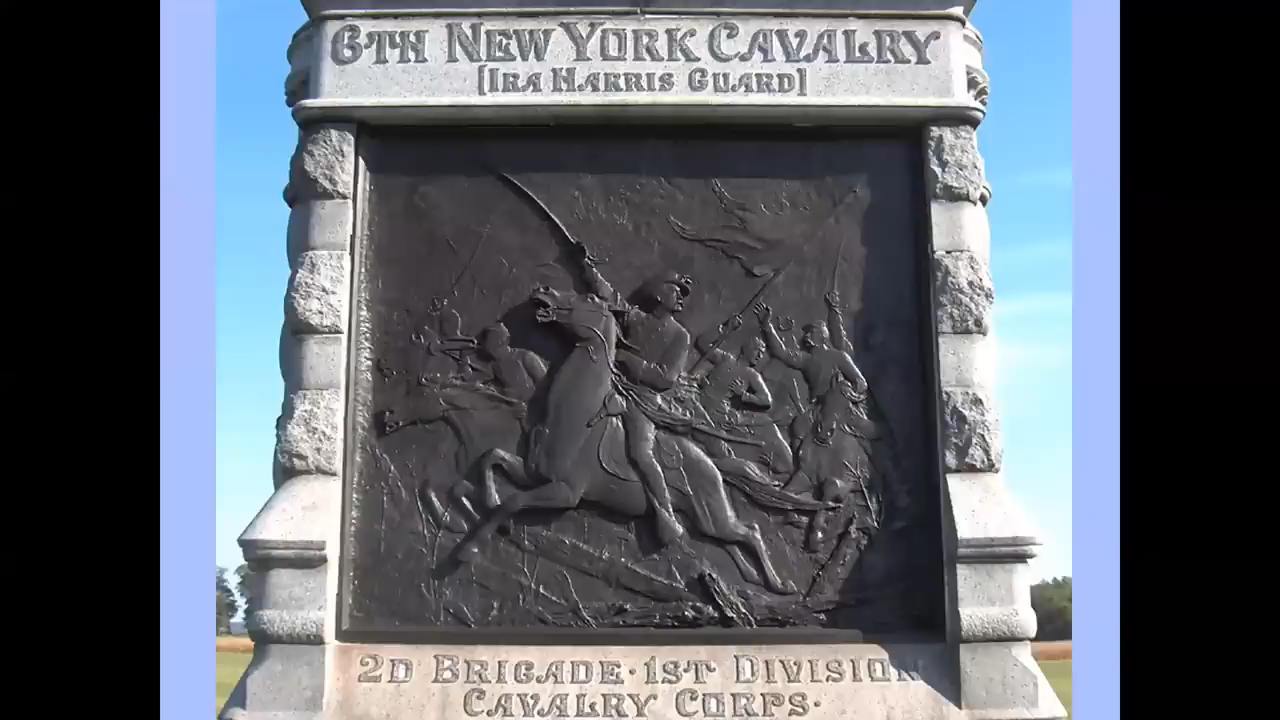 6TH NEW YORK CAVALRY
[IRA HARRIS GUARD]
2D BRIGADE·1ST DIVISION
CAVALRY CORPS·